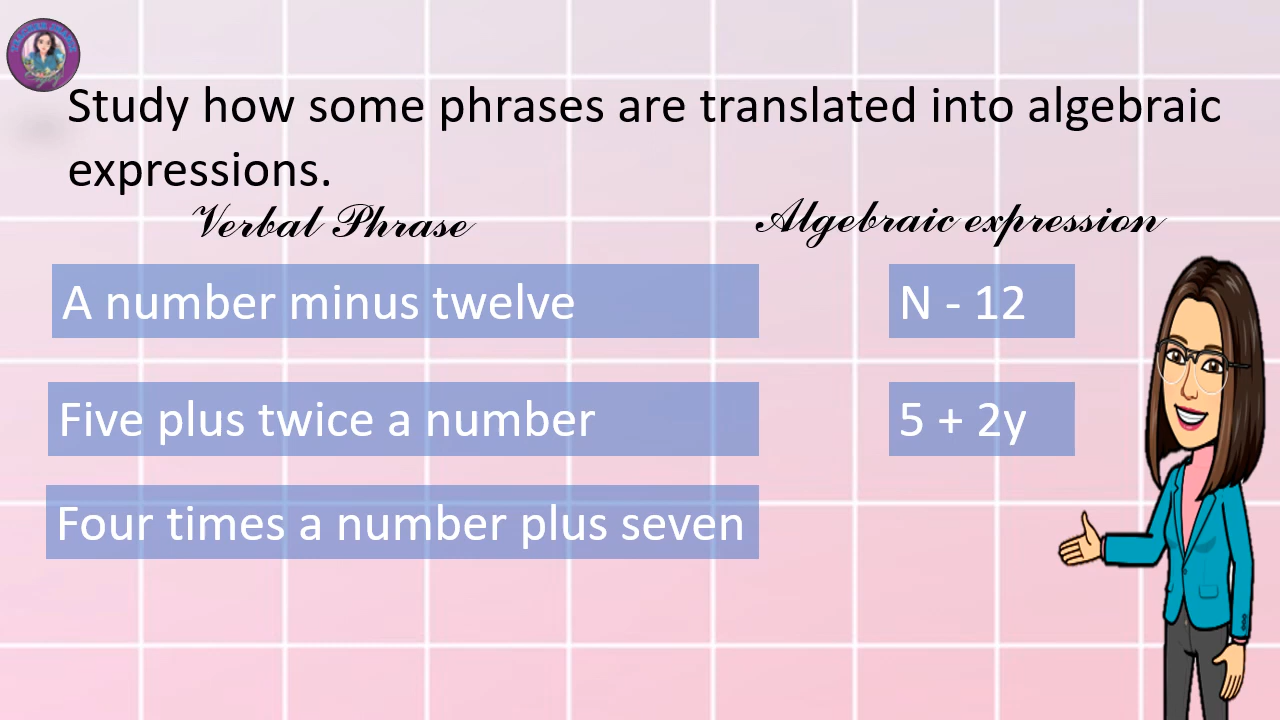 Study how some phrases are translated into algebraic
expressions.
Verbal Phrase
Algebraic expression
A number minus twelve
N - 12
Five plus twice a number
5 + 2y
Four times a number plus seven